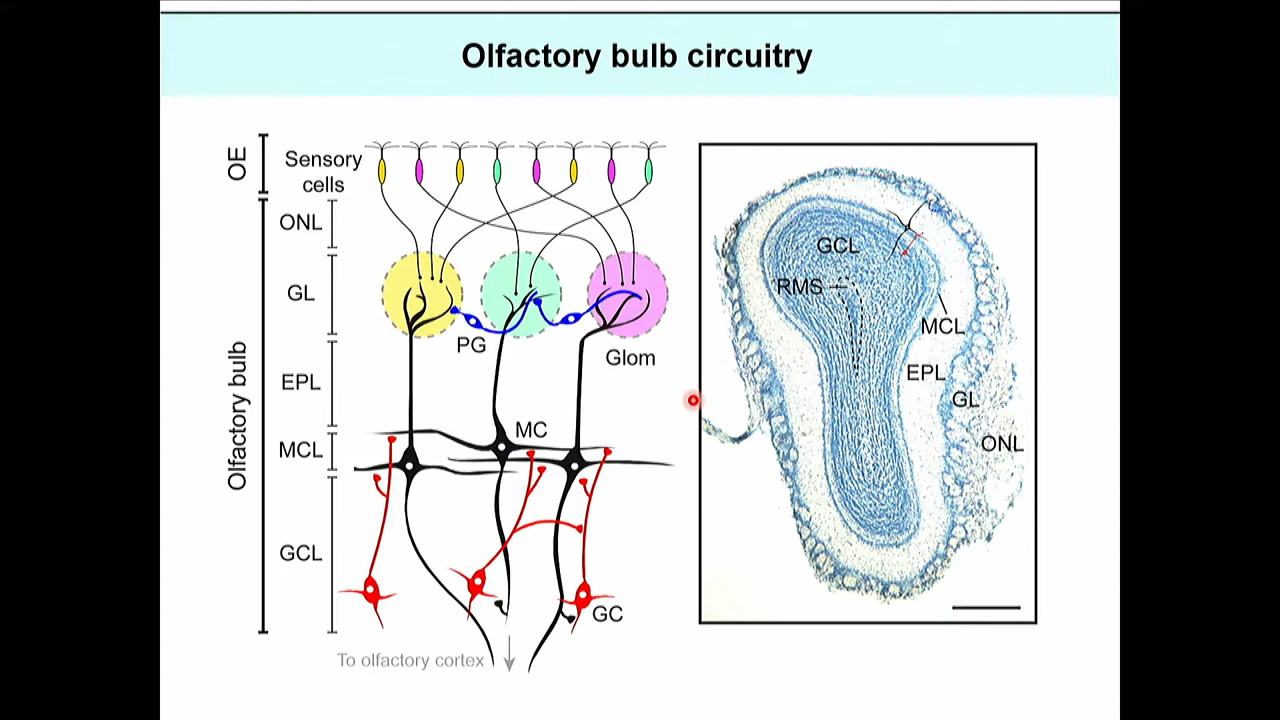 Olfactory bulb circuitry
OE
Sensory
cells
Olfactory bulb
ONL
GL
PG
Glom
EPL
MCL
MC
GCL
GC
To olfactory cortex
GCL
RMS
MCL
EPL
GL
ONL